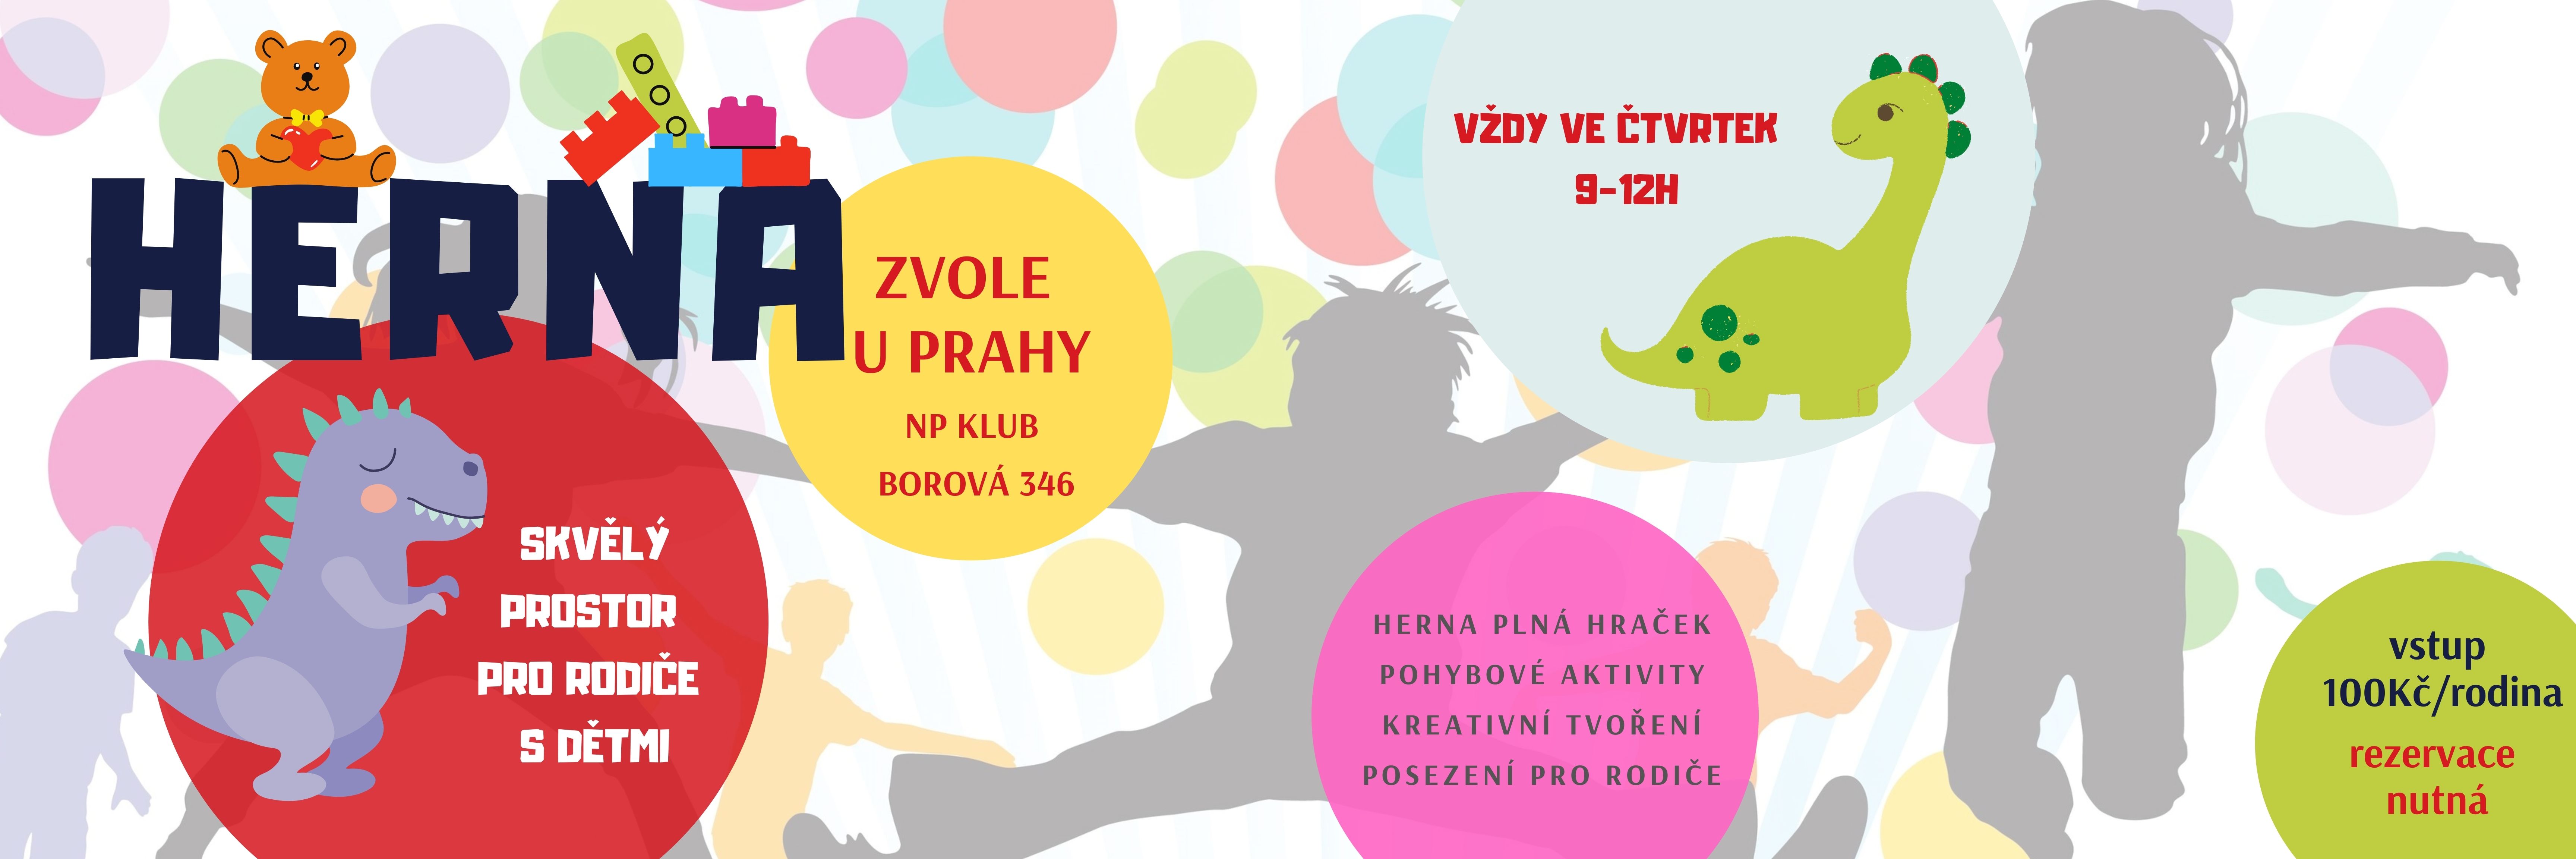 HERNA
ZVOLE
U PRAHY
NP KLUB
BOROVÁ 346
VŽDY VE ČTVRTEK
9-12H
SKVĚLÝ
PROSTOR
PRO RODIČE
S DĚTMI
HERNA PLNÁ HRAČEK
POHYBOVÉ AKTIVITY
KREATIVNÍ TVOŘENÍ
POSEZENÍ PRO RODIČE
vstup
100Kč/rodina
rezervace
nutná